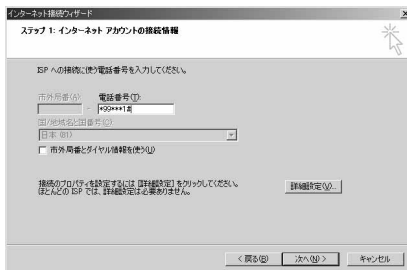 インターネット接続ウィザード
ステップ 1: インターネット アカウントの接続情報
ISP への接続に使う電話番号を入力してください。
市外局番(A): 電話番号(T):
- *99***1#
国/地域名と国番号(C):
日本 (81)
市外局番とダイヤル情報を使う(U)
接続のプロパティを設定するには [詳細設定] をクリックしてください。
ほとんどの ISP では、詳細設定は必要ありません。
詳細設定(V)...
< 戻る(B) 次へ(N) > キャンセル